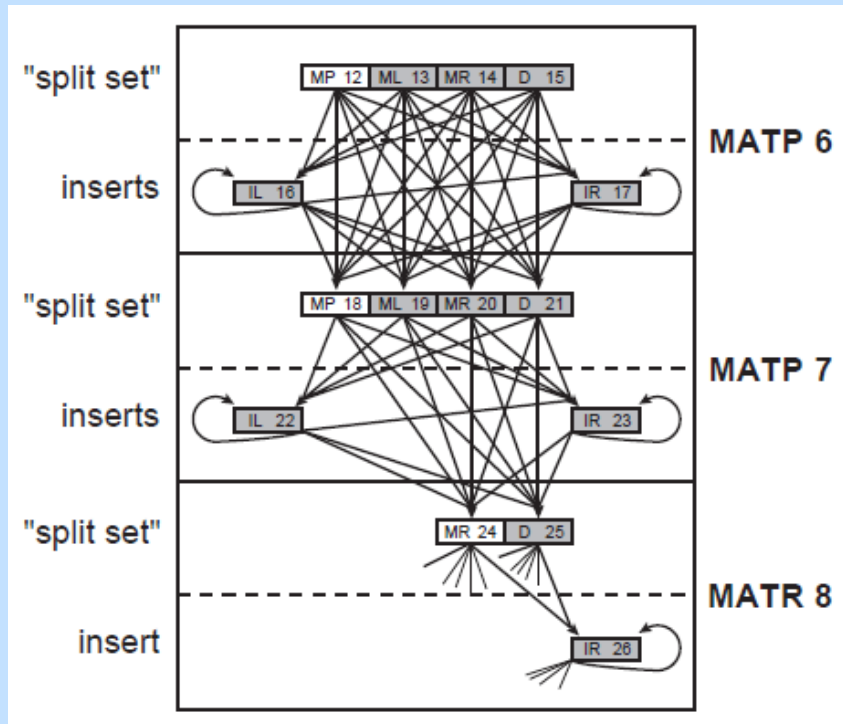 "split set" MP 12 ML 13 MR 14 D 15
MATP 6
inserts IL 16 IR 17
"split set" MP 18 ML 19 MR 20 D 21
MATP 7
inserts IL 22 IR 23
"split set" MR 24 D 25
MATR 8
insert IR 26